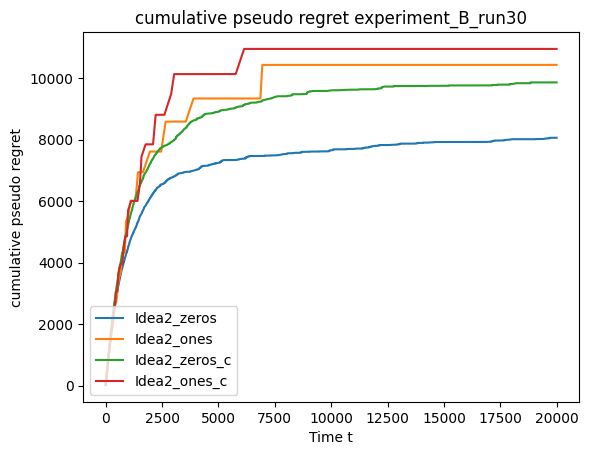 cumulative pseudo regret experiment_B_run30
cumulative pseudo regret
10000
8000
6000
4000
2000
0
Idea2_zeros
Idea2_ones
Idea2_zeros_c
Idea2_ones_c
0 2500 5000 7500 10000 12500 15000 17500 20000
Time t